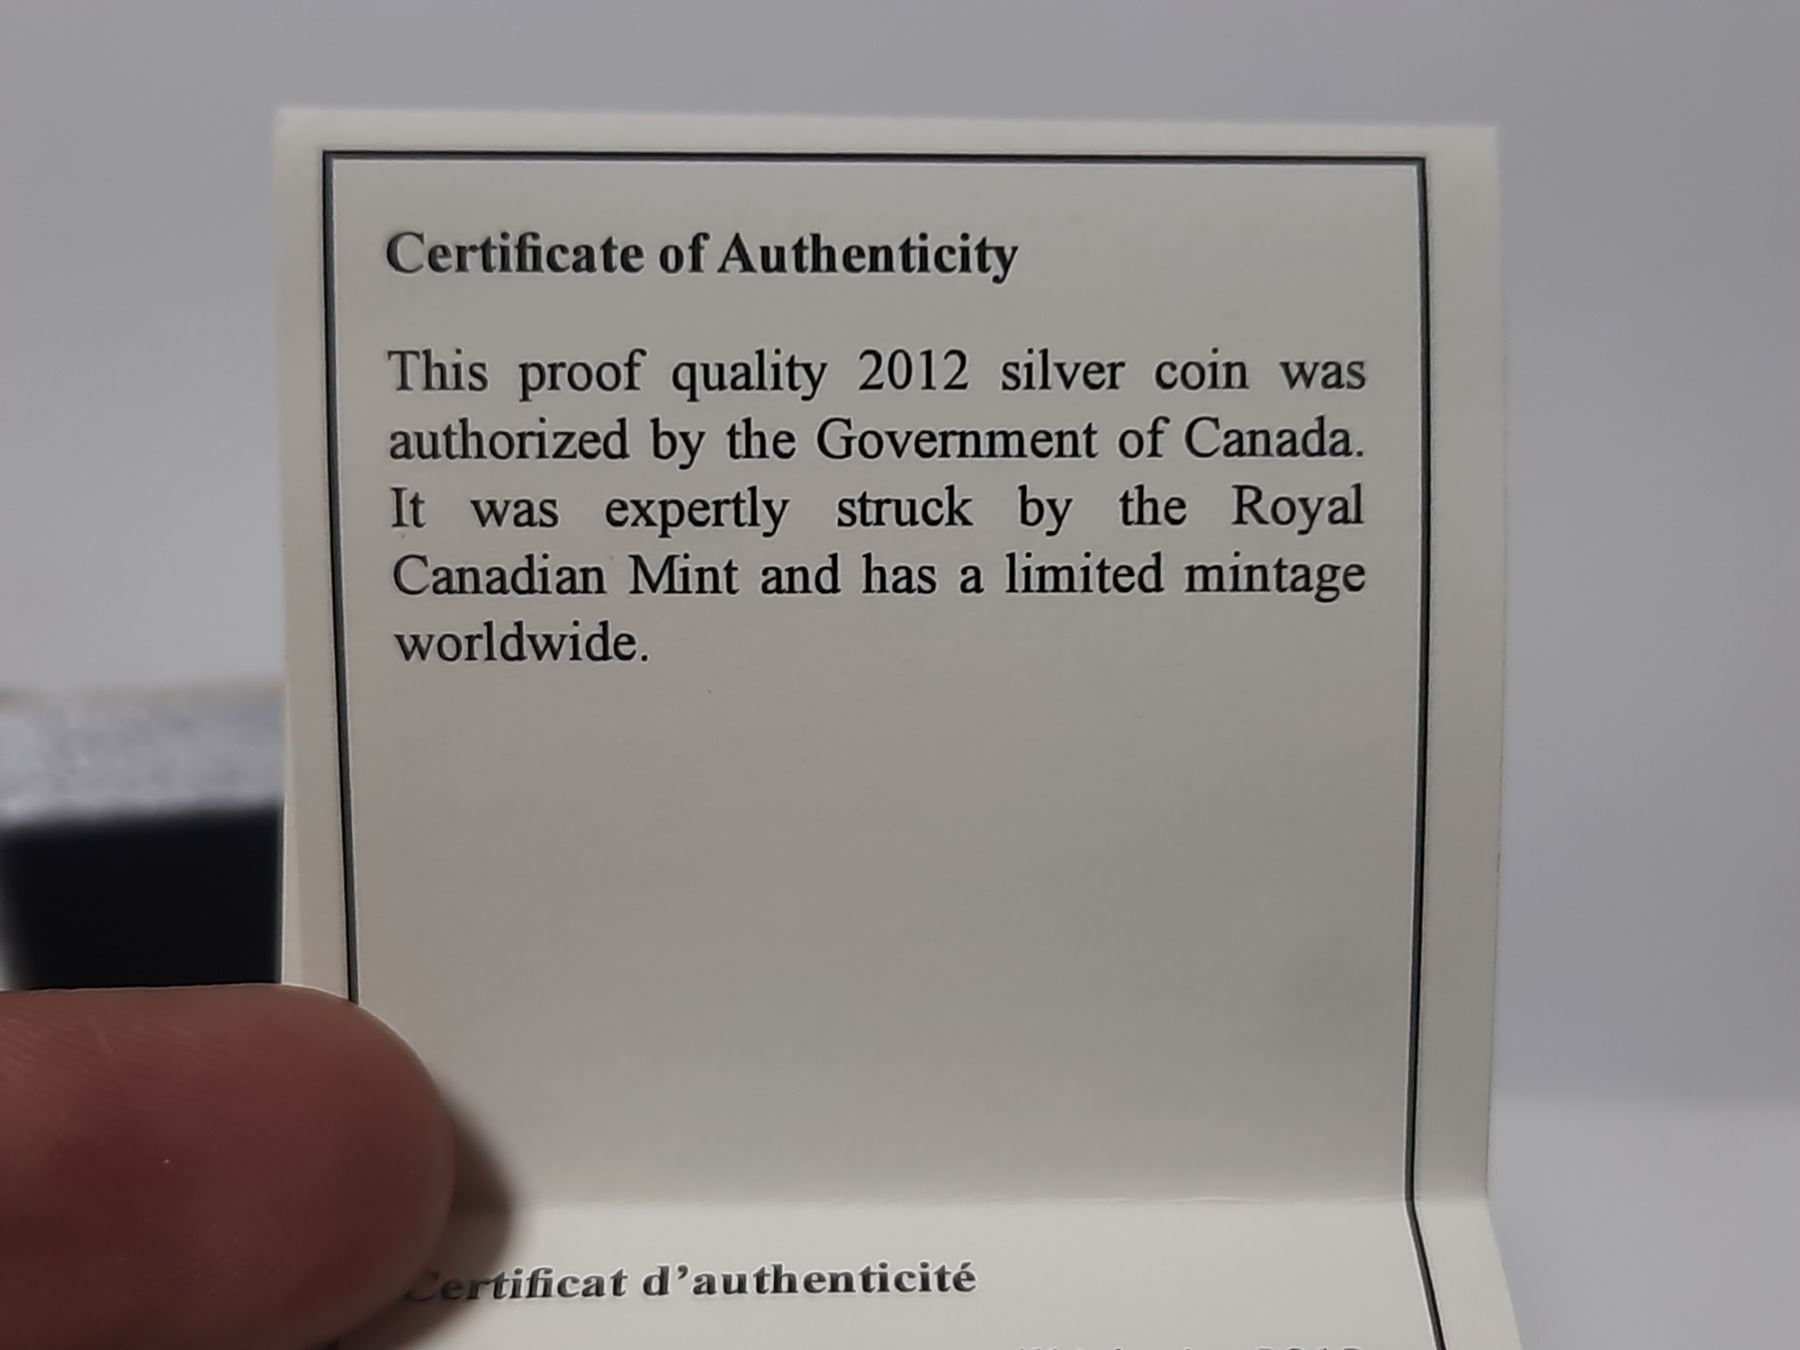 Certificate of Authenticity
This proof quality 2012 silver coin was
authorized by the Government of Canada.
It was expertly struck by the Royal
Canadian Mint and has a limited mintage
worldwide.
Certificat d’authenticité